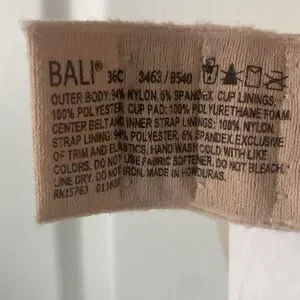 BALI® 36C 3463/8540
OUTER BODY: 94% NYLON, 6% SPANDEX. CUP LININGS:
100% POLYESTER. CUP PAD: 100% POLYURETHANE FOAM.
CENTER BELT AND INNER STRAP LININGS: 100% NYLON.
STRAP LINING: 94% POLYESTER, 6% SPANDEX, EXCLUSIVE
OF TRIM AND ELASTICS. HAND WASH COLD WITH LIKE
COLORS. DO NOT USE FABRIC SOFTENER. DO NOT BLEACH.
LINE DRY. DO NOT IRON. MADE IN HONDURAS.
RN15763